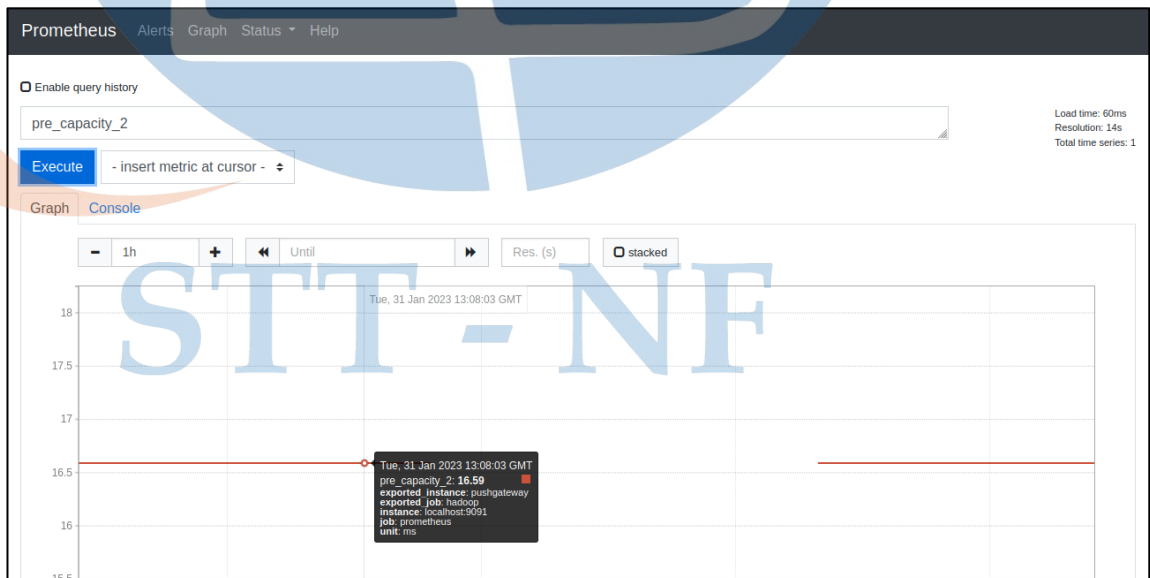 Prometheus Alerts Graph Status Help
Enable query history
pre_capacity_2
Load time: 60ms
Resolution: 14s
Total time series: 1
Execute - insert metric at cursor -
Graph Console
- 1h + Until Res. (s) stacked
STT - NF
Tue, 31 Jan 2023 13:08:03 GMT
18
17.5
17
16.5
Tue, 31 Jan 2023 13:08:03 GMT
pre_capacity_2: 16.59
exported_instance: pushgateway
exported_job: hadoop
instance: localhost:9091
job: prometheus
unit: ms
16
15.5